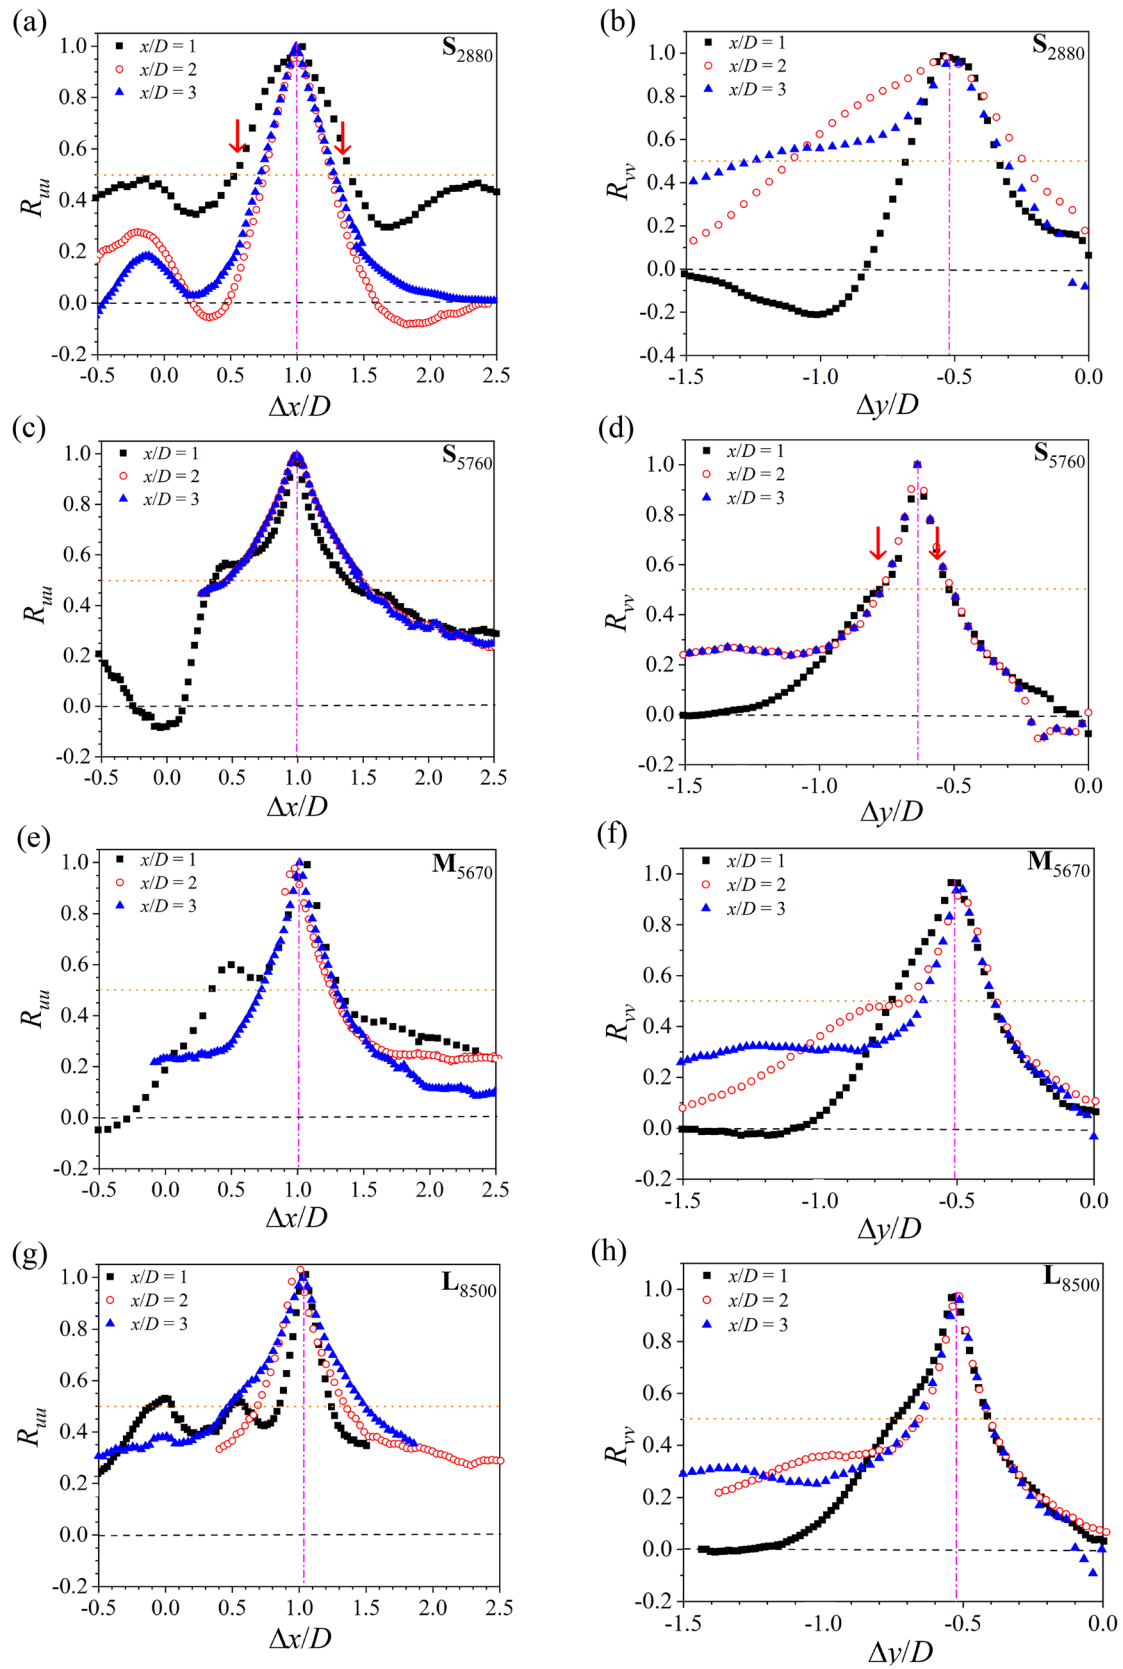 (a)
S2880
x/D = 1
x/D = 2
x/D = 3
1.0
0.8
0.6
0.4
0.2
0.0
-0.2
Ruu
-0.5 0.0 0.5 1.0 1.5 2.0 2.5
Δx/D
(b)
S2880
x/D = 1
x/D = 2
x/D = 3
1.0
0.8
0.6
0.4
0.2
0.0
-0.2
-0.4
Rvv
-1.5 -1.0 -0.5 0.0
Δy/D
(c)
S5760
x/D = 1
x/D = 2
x/D = 3
1.0
0.8
0.6
0.4
0.2
0.0
-0.2
Ruu
-0.5 0.0 0.5 1.0 1.5 2.0 2.5
Δx/D
(d)
S5760
x/D = 1
x/D = 2
x/D = 3
1.0
0.8
0.6
0.4
0.2
0.0
-0.2
Rvv
-1.5 -1.0 -0.5 0.0
Δy/D
(e)
M5670
x/D = 1
x/D = 2
x/D = 3
1.0
0.8
0.6
0.4
0.2
0.0
-0.2
Ruu
-0.5 0.0 0.5 1.0 1.5 2.0 2.5
Δx/D
(f)
M5670
x/D = 1
x/D = 2
x/D = 3
1.0
0.8
0.6
0.4
0.2
0.0
-0.2
Rvv
-1.5 -1.0 -0.5 0.0
Δy/D
(g)
L8500
x/D = 1
x/D = 2
x/D = 3
1.0
0.8
0.6
0.4
0.2
0.0
-0.2
Ruu
-0.5 0.0 0.5 1.0 1.5 2.0 2.5
Δx/D
(h)
L8500
x/D = 1
x/D = 2
x/D = 3
1.0
0.8
0.6
0.4
0.2
0.0
-0.2
Rvv
-1.5 -1.0 -0.5 0.0
Δy/D